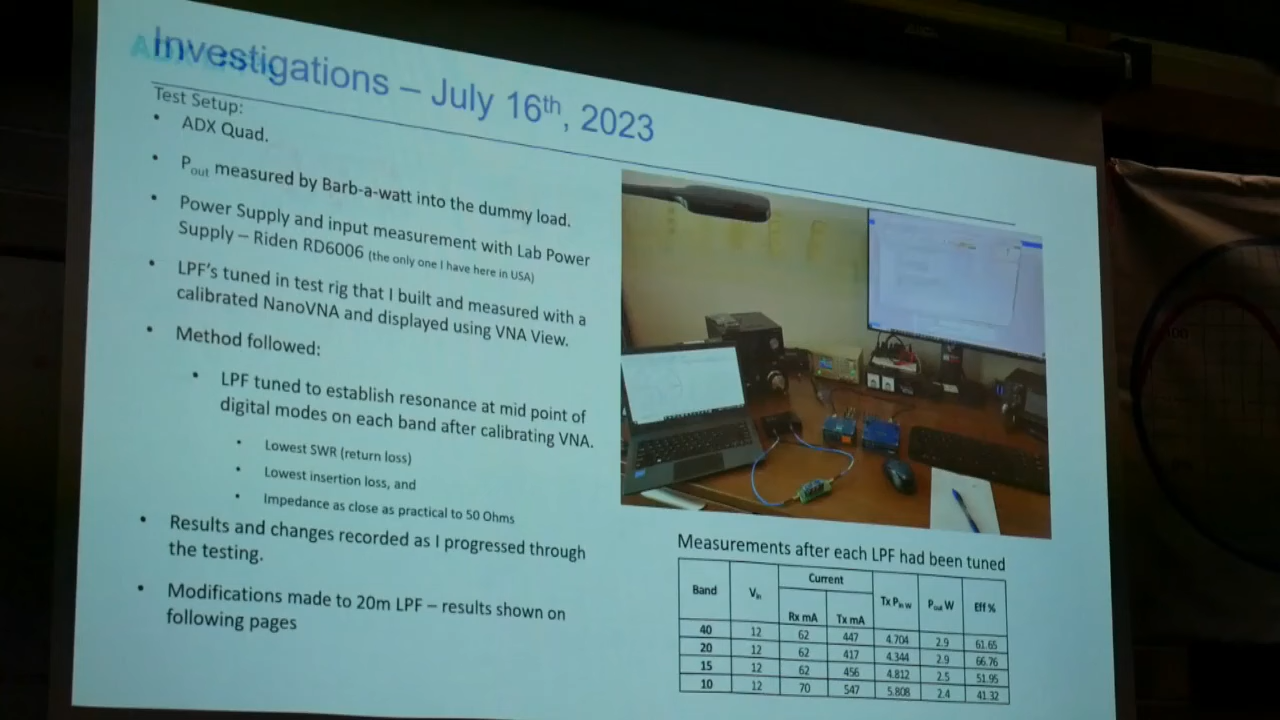 Investigations – July 16th, 2023
Test Setup:
• ADX Quad.
• Pout measured by Barb-a-watt into the dummy load.
• Power Supply and input measurement with Lab Power
Supply – Riden RD6006 (the only one I have here in USA)
• LPF's tuned in test rig that I built and measured with a
calibrated NanoVNA and displayed using VNA View.
• Method followed:
• LPF tuned to establish resonance at mid point of
digital modes on each band after calibrating VNA.
• Lowest SWR (return loss)
• Lowest insertion loss, and
• Impedance as close as practical to 50 Ohms
• Results and changes recorded as I progressed through
the testing.
• Modifications made to 20m LPF – results shown on
following pages
Measurements after each LPF had been tuned
Band Vin Current Tx Pin W Pout W Eff %
Rx mA Tx mA
40 12 62 447 4.704 2.9 61.65
20 12 62 417 4.344 2.9 66.76
15 12 62 456 4.812 2.5 51.95
10 12 70 547 5.808 2.4 41.32